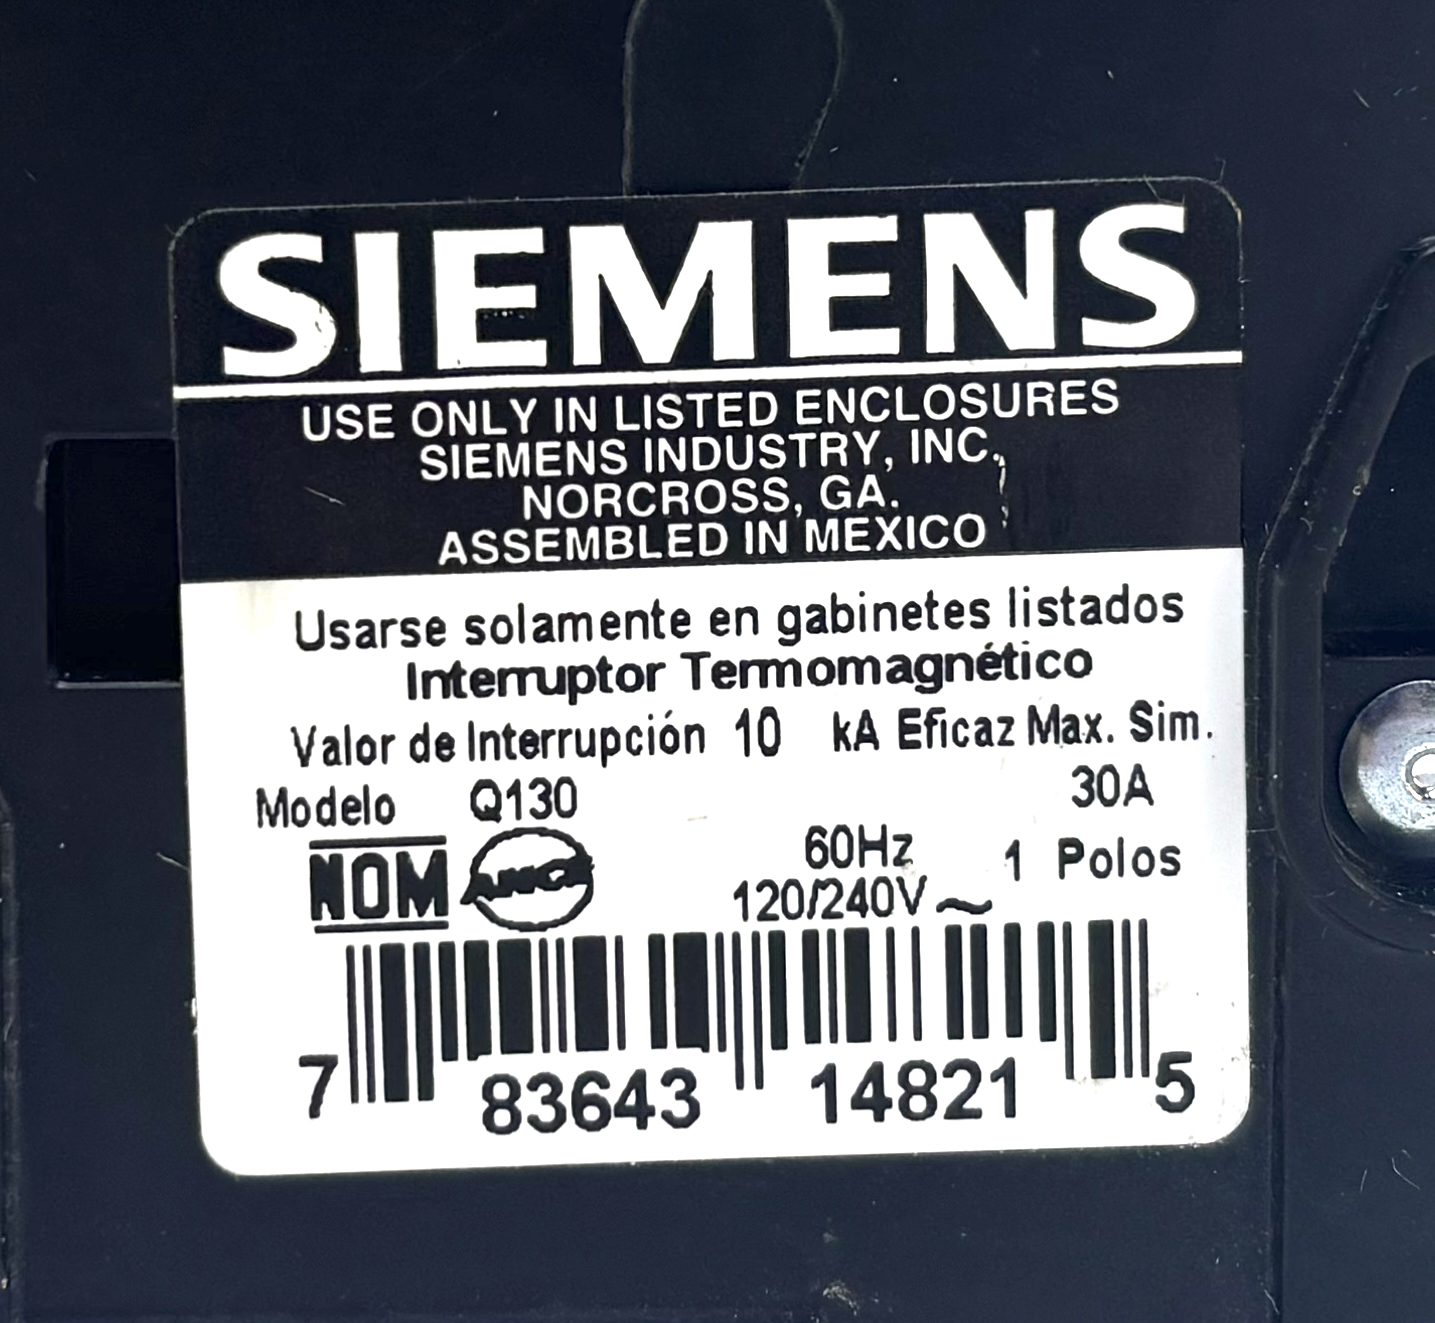 SIEMENS
USE ONLY IN LISTED ENCLOSURES
SIEMENS INDUSTRY, INC.
NORCROSS, GA.
ASSEMBLED IN MEXICO
Usarse solamente en gabinetes listados
Interruptor Termomagnético
Valor de Interrupción 10 kA Eficaz Max. Sim.
Modelo Q130 30A
NOM ANCE 60Hz 1 Polos
120/240V ~
7 83643 14821 5